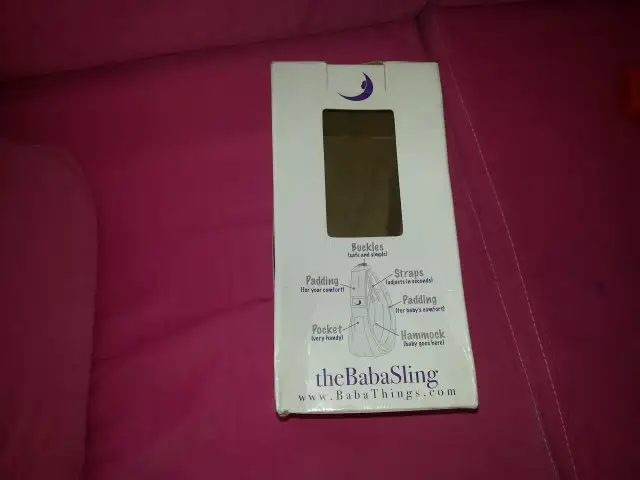 Buckles
(safe and simple)
Padding
(for your comfort)
Straps
(adjusts in seconds)
Padding
(for baby's comfort)
Pocket
(very handy)
Hammock
(baby goes here)
theBabaSling
www.BabaThings.com